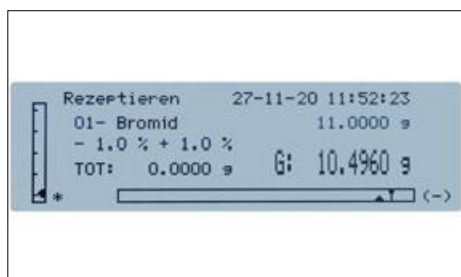 Rezeptieren 27-11-20 11:52:23
01- Bromid 11.0000 g
- 1.0 % + 1.0 %
TOT: 0.0000 g G: 10.4960 g
* (-)